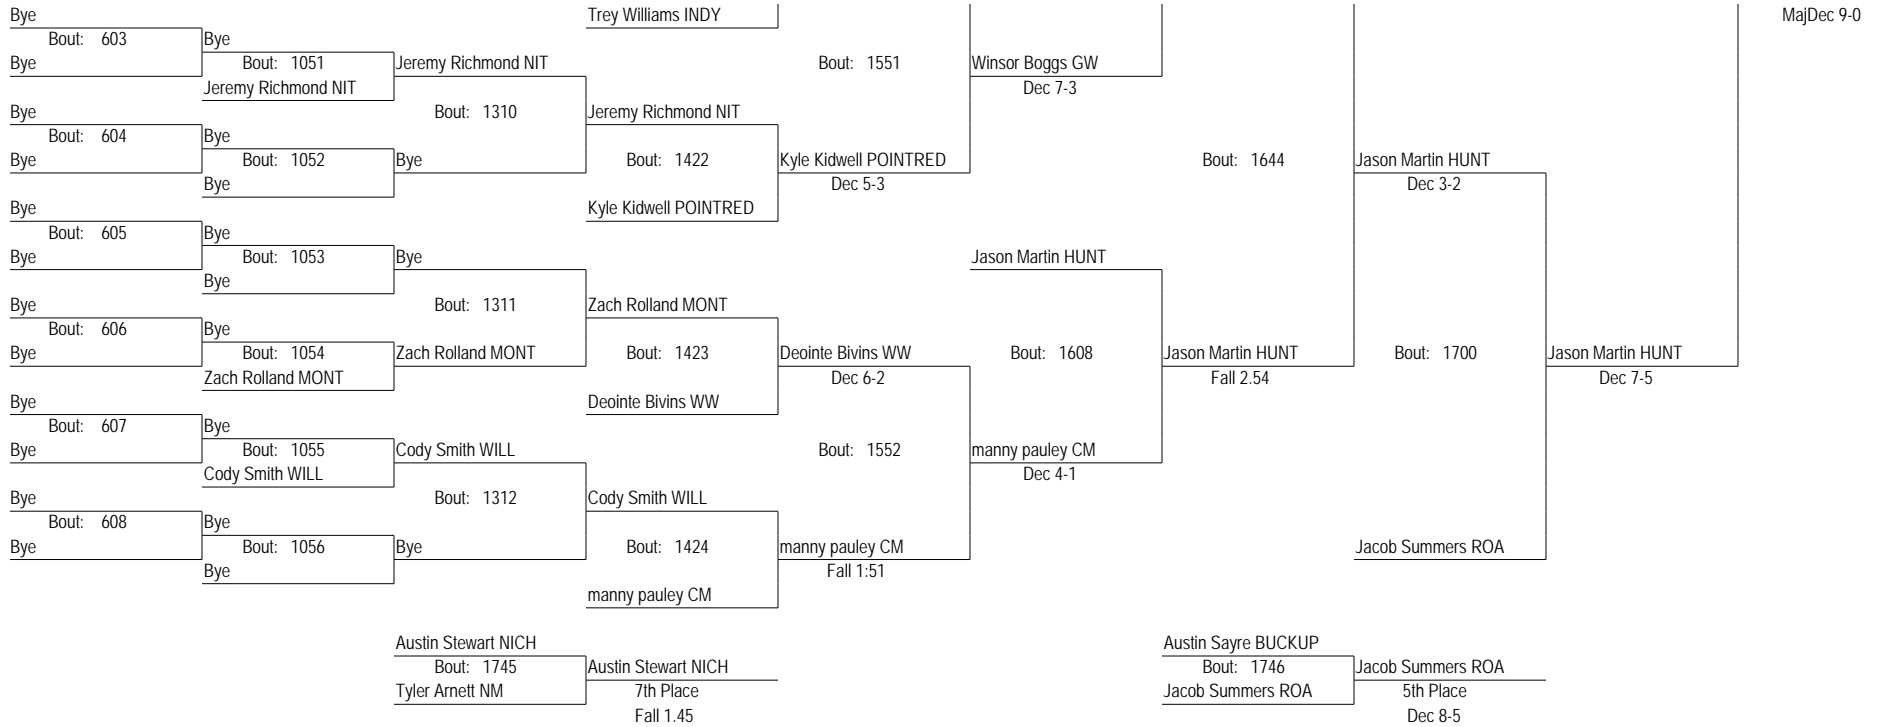 Bye
Trey Williams INDY
MajDec 9-0
Bout: 603
Bye
Bye
Bout: 1051
Jeremy Richmond NIT
Bout: 1551
Winsor Boggs GW
Jeremy Richmond NIT
Dec 7-3
Bye
Bout: 1310
Jeremy Richmond NIT
Bout: 604
Bye
Bye
Bout: 1052
Bye
Bout: 1422
Kyle Kidwell POINTRED
Bout: 1644
Jason Martin HUNT
Bye
Dec 5-3
Dec 3-2
Bye
Kyle Kidwell POINTRED
Bout: 605
Bye
Bye
Bout: 1053
Bye
Jason Martin HUNT
Bye
Bye
Bout: 1311
Zach Rolland MONT
Bout: 606
Bye
Bye
Bout: 1054
Zach Rolland MONT
Bout: 1423
Deointe Bivins WW
Bout: 1608
Jason Martin HUNT
Bout: 1700
Jason Martin HUNT
Zach Rolland MONT
Dec 6-2
Fall 2.54
Dec 7-5
Bye
Deointe Bivins WW
Bout: 607
Bye
Bye
Bout: 1055
Cody Smith WILL
Bout: 1552
manny pauley CM
Cody Smith WILL
Dec 4-1
Bye
Bout: 1312
Cody Smith WILL
Bout: 608
Bye
Bye
Bout: 1056
Bye
Bout: 1424
manny pauley CM
Jacob Summers ROA
Bye
Fall 1:51
manny pauley CM
Austin Stewart NICH
Austin Sayre BUCKUP
Bout: 1745
Austin Stewart NICH
Bout: 1746
Jacob Summers ROA
Tyler Arnett NM
7th Place
Jacob Summers ROA
5th Place
Fall 1.45
Dec 8-5